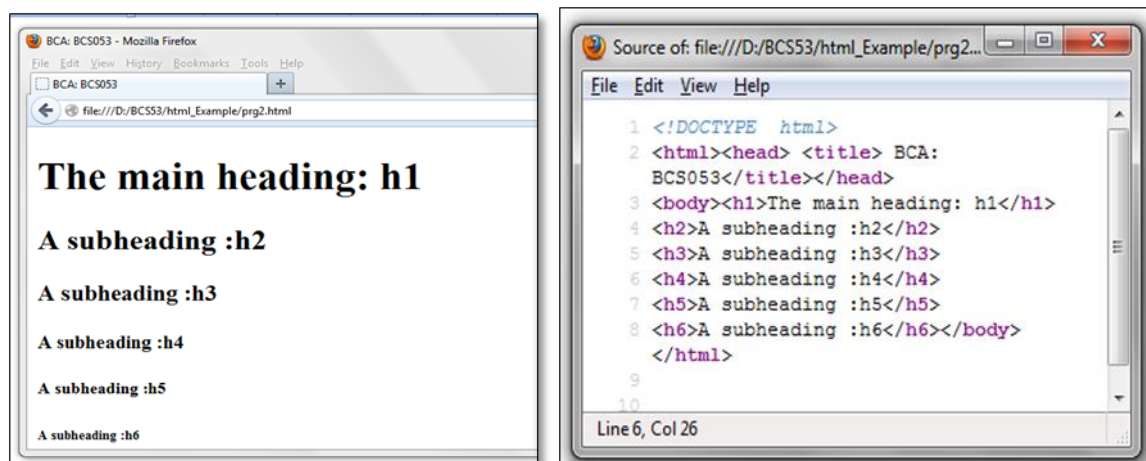 BCA: BCS053 - Mozilla Firefox
File Edit View History Bookmarks Tools Help
BCA: BCS053 +
file:///D:/BCS53/html_Example/prg2.html
The main heading: h1
A subheading :h2
A subheading :h3
A subheading :h4
A subheading :h5
A subheading :h6
Source of: file:///D:/BCS53/html_Example/prg2...
File Edit View Help
1 <!DOCTYPE html>
2 <html><head> <title> BCA:
BCS053</title></head>
3 <body><h1>The main heading: h1</h1>
4 <h2>A subheading :h2</h2>
5 <h3>A subheading :h3</h3>
6 <h4>A subheading :h4</h4>
7 <h5>A subheading :h5</h5>
8 <h6>A subheading :h6</h6></body>
</html>
9
10
Line 6, Col 26